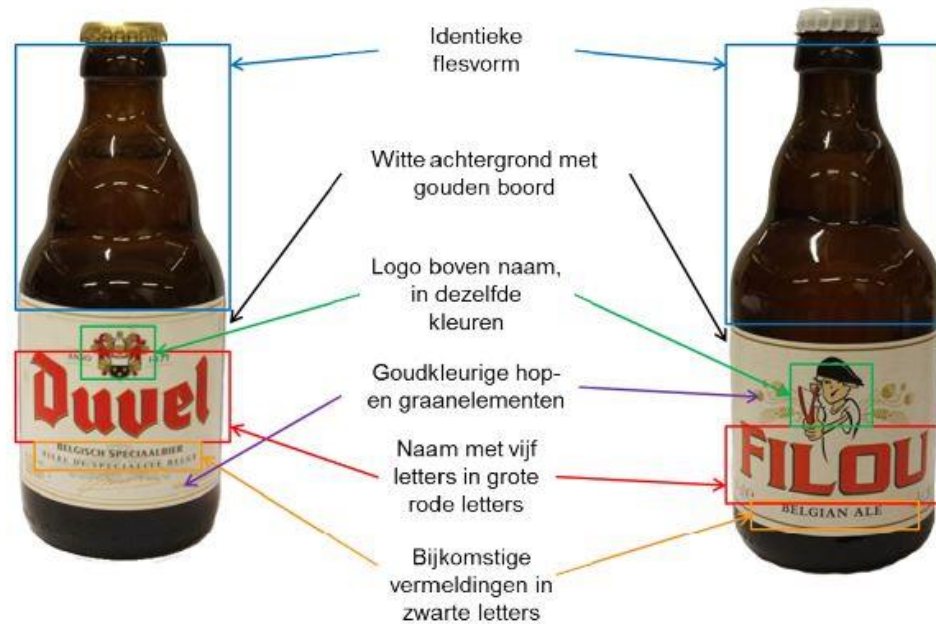 Identieke
flesvorm
Witte achtergrond met
gouden boord
Logo boven naam,
in dezelfde
kleuren
Goudkleurige hop-
en graanelementen
Naam met vijf
letters in grote
rode letters
Bijkomstige
vermeldingen in
zwarte letters
ANNO 1871
Duvel
BELGISCH SPECIAALBIER
BIERE DE SPECIALITE BELGE
FILOU
BELGIAN ALE